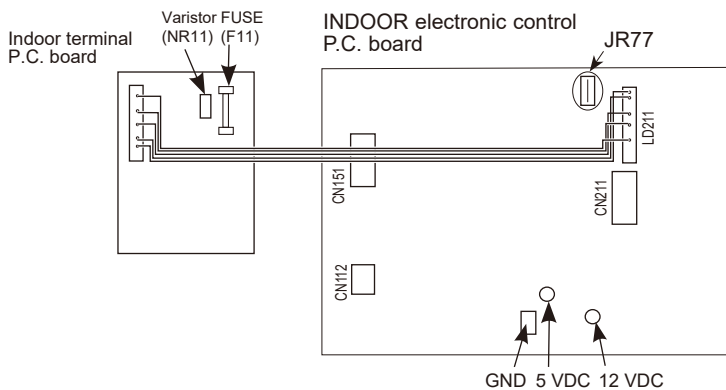 Indoor terminal
P.C. board
Varistor
(NR11)
FUSE
(F11)
INDOOR electronic control
P.C. board
JR77
LD211
CN151
CN211
CN112
GND 5 VDC 12 VDC